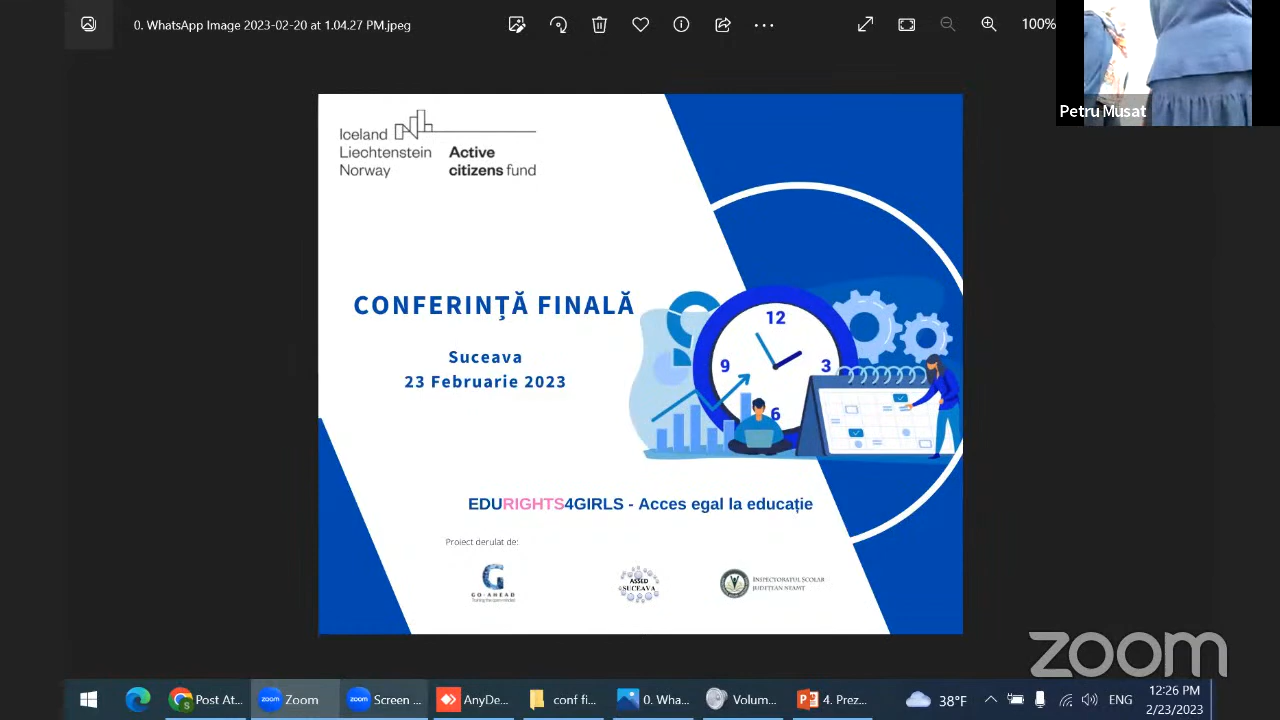 0. WhatsApp Image 2023-02-20 at 1.04.27 PM.jpeg
100%
Petru Musat
Iceland
Liechtenstein
Norway
Active
citizens fund
CONFERINȚĂ FINALĂ
Suceava
23 Februarie 2023
12
9
3
6
EDURIGHTS4GIRLS - Acces egal la educație
Proiect derulat de:
G
GO-AHEAD
ASSED
SUCEAVA
INSPECTORATUL ȘCOLAR
JUDEȚEAN NEAMȚ
zoom
Post At...
zoom
Zoom
zoom
Screen ...
AnyDe...
conf fi...
0. Wha...
Volum...
4. Prez...
38°F
ENG
12:26 PM
2/23/2023